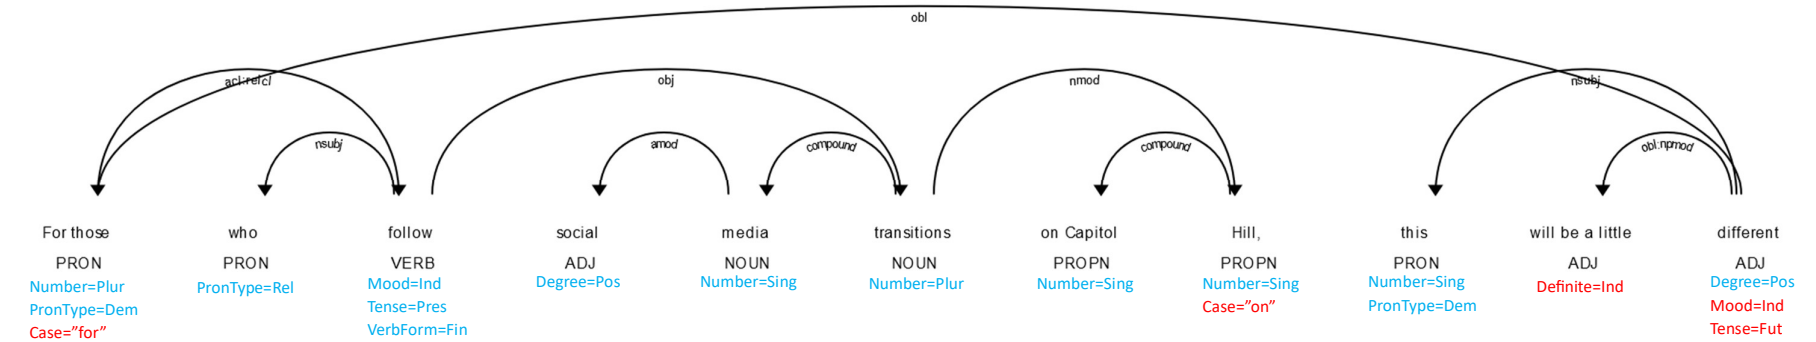 obl
acl:relcl
obj
nmod
nsubj
nsubj
amod
compound
compound
obl:npmod
For those who follow social media transitions on Capitol Hill, this will be a little different
PRON PRON VERB ADJ NOUN NOUN PROPN PROPN PRON ADJ ADJ
Number=Plur PronType=Rel Mood=Ind Degree=Pos Number=Sing Number=Plur Number=Sing Number=Sing Number=Sing Definite=Ind Degree=Pos
PronType=Dem Tense=Pres Case="on" PronType=Dem Mood=Ind
Case=”for” VerbForm=Fin Tense=Fut